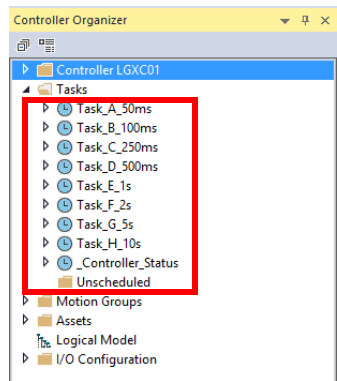 Controller Organizer
Controller LGXC01
Tasks
Task_A_50ms
Task_B_100ms
Task_C_250ms
Task_D_500ms
Task_E_1s
Task_F_2s
Task_G_5s
Task_H_10s
_Controller_Status
Unscheduled
Motion Groups
Assets
Logical Model
I/O Configuration